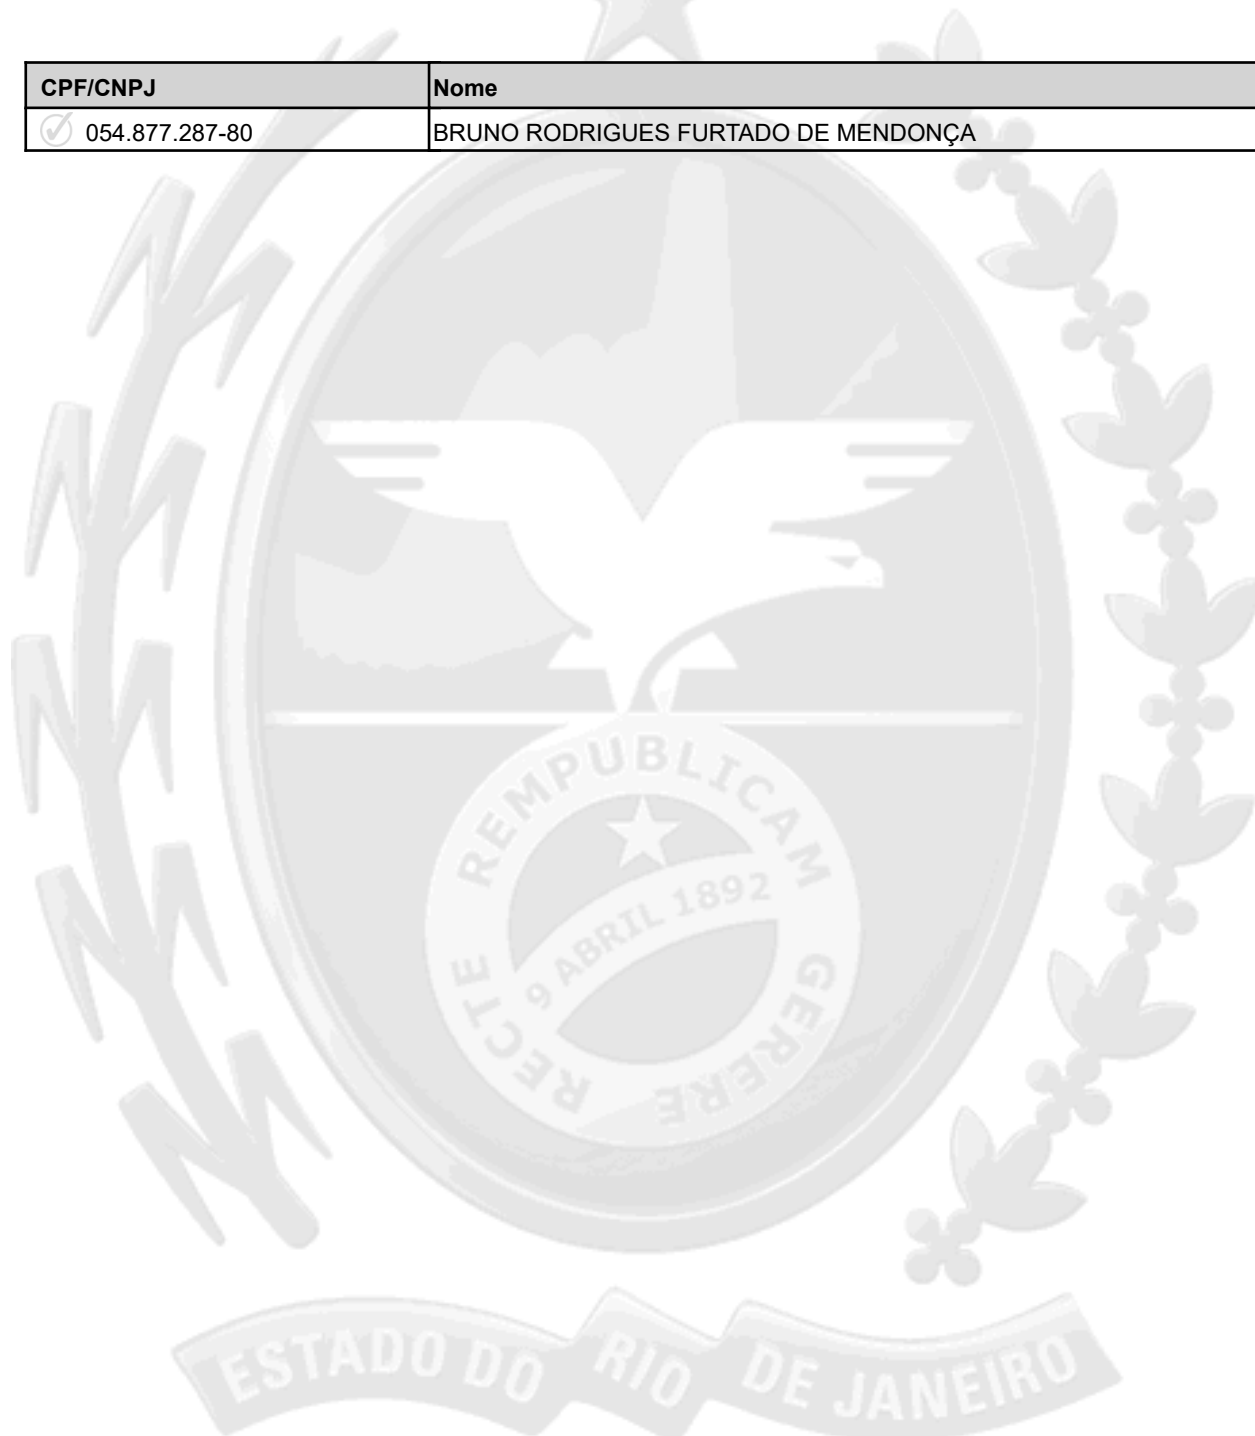 CPF/CNPJ Nome
054.877.287-80 BRUNO RODRIGUES FURTADO DE MENDONÇA
REMPUBLICAM
9 ABRIL 1892
RECTE GERERE
ESTADO DO RIO DE JANEIRO